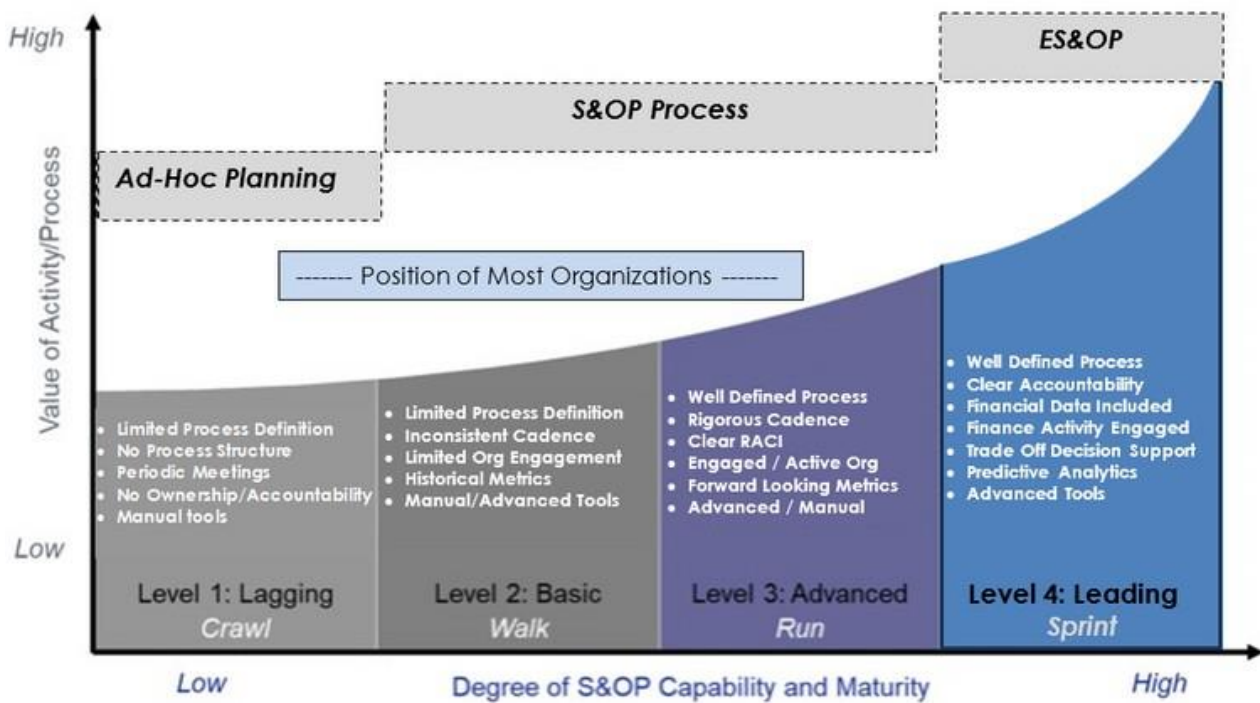 High
ES&OP
S&OP Process
Ad-Hoc Planning
------- Position of Most Organizations -------
Value of Activity/Process
Low
• Limited Process Definition
• No Process Structure
• Periodic Meetings
• No Ownership/Accountability
• Manual tools
Level 1: Lagging
Crawl
• Limited Process Definition
• Inconsistent Cadence
• Limited Org Engagement
• Historical Metrics
• Manual/Advanced Tools
Level 2: Basic
Walk
• Well Defined Process
• Rigorous Cadence
• Clear RACI
• Engaged / Active Org
• Forward Looking Metrics
• Advanced / Manual
Level 3: Advanced
Run
• Well Defined Process
• Clear Accountability
• Financial Data Included
• Finance Activity Engaged
• Trade Off Decision Support
• Predictive Analytics
• Advanced Tools
Level 4: Leading
Sprint
Low
Degree of S&OP Capability and Maturity
High